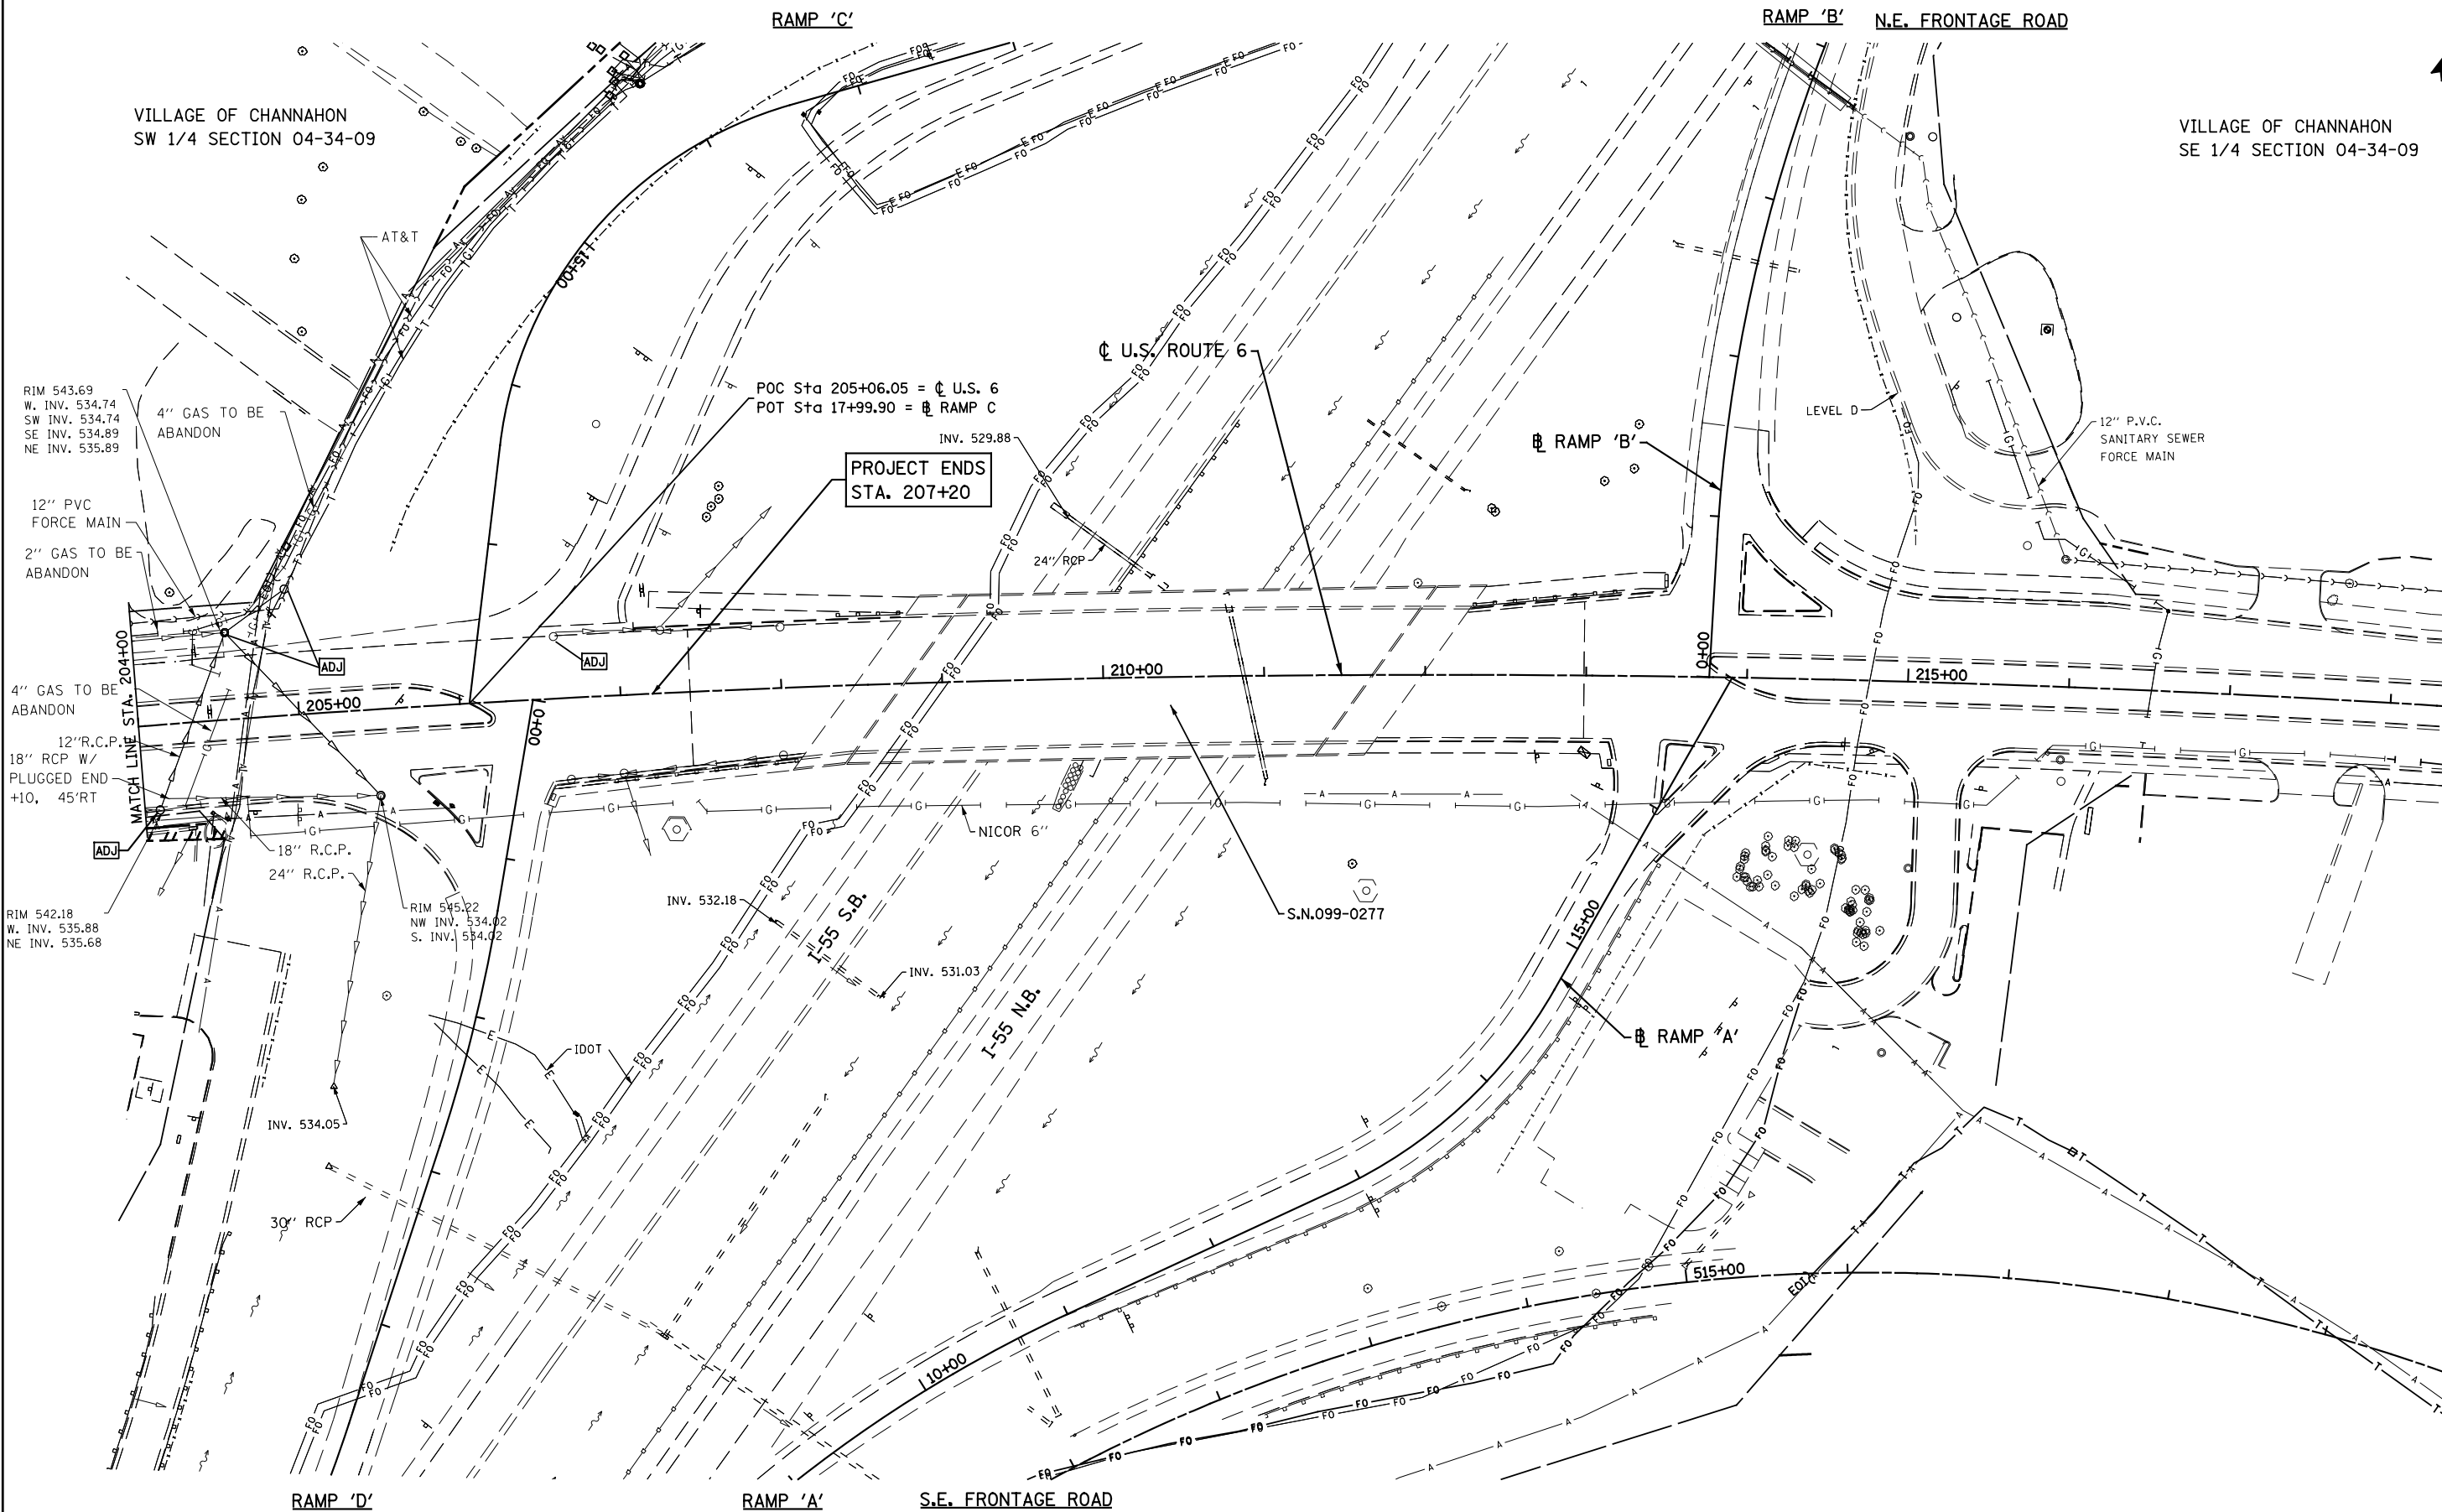 RAMP 'C'
RAMP 'B'
N.E. FRONTAGE ROAD
VILLAGE OF CHANNAHON
SW 1/4 SECTION 04-34-09
VILLAGE OF CHANNAHON
SE 1/4 SECTION 04-34-09
AT&T
15+00
RIM 543.69
W. INV. 534.74
SW INV. 534.74
SE INV. 534.89
NE INV. 535.89
4'' GAS TO BE
ABANDON
POC Sta 205+06.05 = ℄ U.S. 6
POT Sta 17+99.90 = B RAMP C
℄ U.S. ROUTE 6
INV. 529.88
PROJECT ENDS
STA. 207+20
B RAMP 'B'
LEVEL D
12'' P.V.C.
SANITARY SEWER
FORCE MAIN
12'' PVC
FORCE MAIN
2'' GAS TO BE
ABANDON
24'' RCP
ADJ
ADJ
MATCH LINE STA. 204+00
4'' GAS TO BE
ABANDON
205+00
0+00
210+00
0+00
215+00
12''R.C.P.
18'' RCP W/
PLUGGED END
+10, 45'RT
ADJ
18'' R.C.P.
24'' R.C.P.
NICOR 6''
RIM 542.18
W. INV. 535.88
NE INV. 535.68
RIM 545.22
NW INV. 534.02
S. INV. 534.02
INV. 532.18
I-55 S.B.
INV. 531.03
S.N.099-0277
15+00
I-55 N.B.
IDOT
B RAMP 'A'
INV. 534.05
30'' RCP
10+00
515+00
RAMP 'D'
RAMP 'A'
S.E. FRONTAGE ROAD